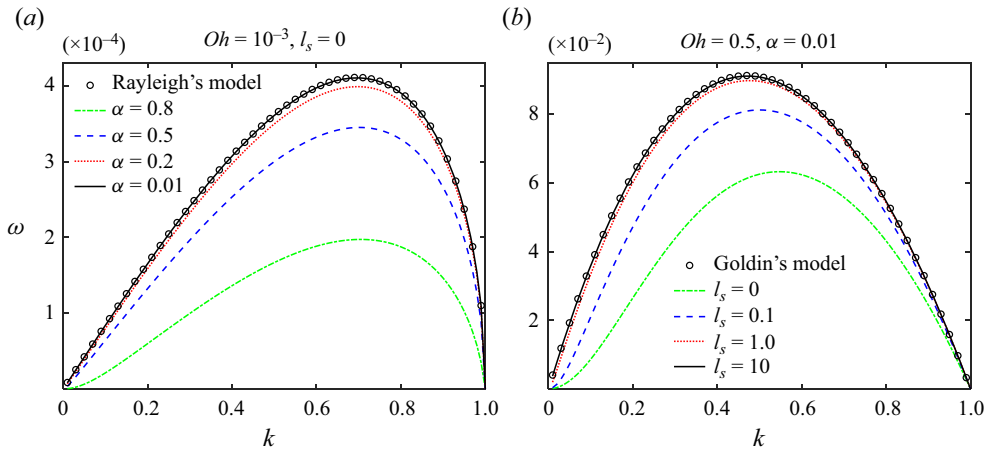 (a)
(×10⁻⁴)
Oh = 10⁻³, lₛ = 0
4
3
2
1
ω
Rayleigh's model
α = 0.8
α = 0.5
α = 0.2
α = 0.01
0
0.2
0.4
0.6
0.8
1.0
k
(b)
(×10⁻²)
Oh = 0.5, α = 0.01
8
6
4
2
Goldin's model
lₛ = 0
lₛ = 0.1
lₛ = 1.0
lₛ = 10
0
0.2
0.4
0.6
0.8
1.0
k